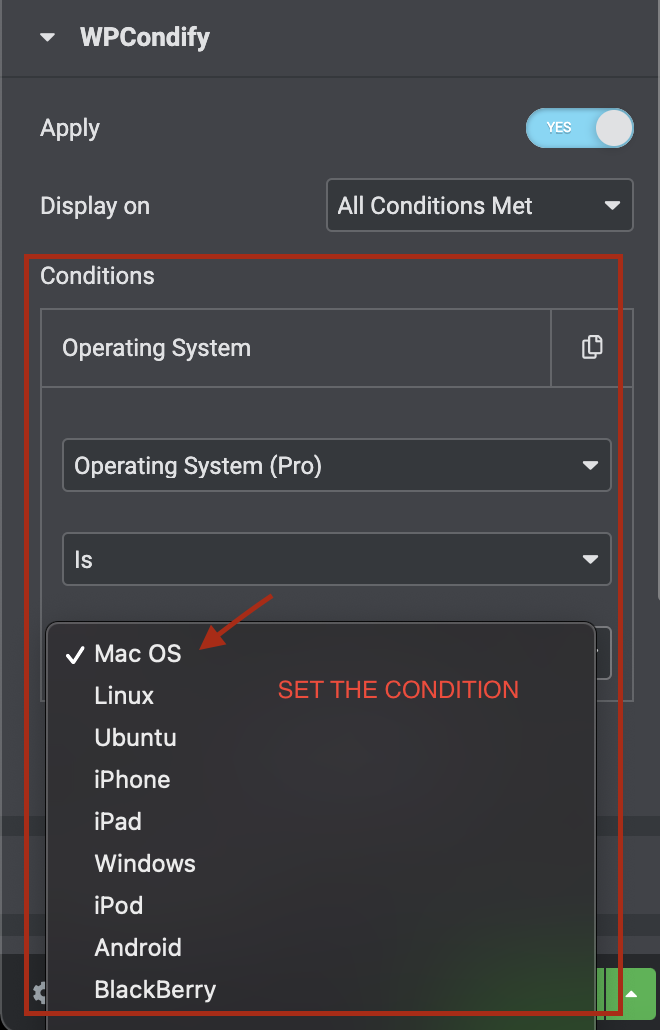 WPCondify
Apply
YES
Display on
All Conditions Met
Conditions
Operating System
Operating System (Pro)
Is
Mac OS
SET THE CONDITION
Linux
Ubuntu
iPhone
iPad
Windows
iPod
Android
BlackBerry